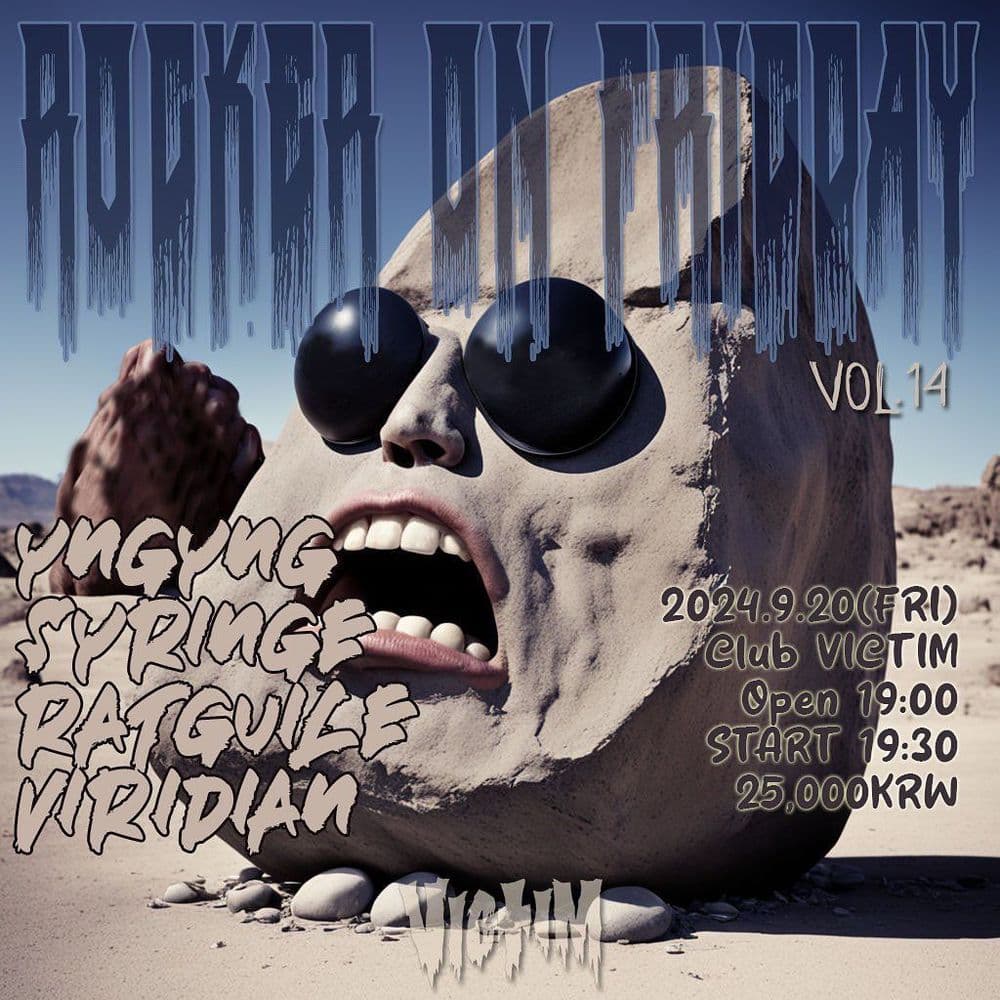 ROCKER ON FRIDAY
VOL.14
YNGYNG
SYRINGE
RATGUILE
VIRIDIAN
2024.9.20(FRI)
Club VICTIM
Open 19:00
START 19:30
25,000KRW
VICTIM